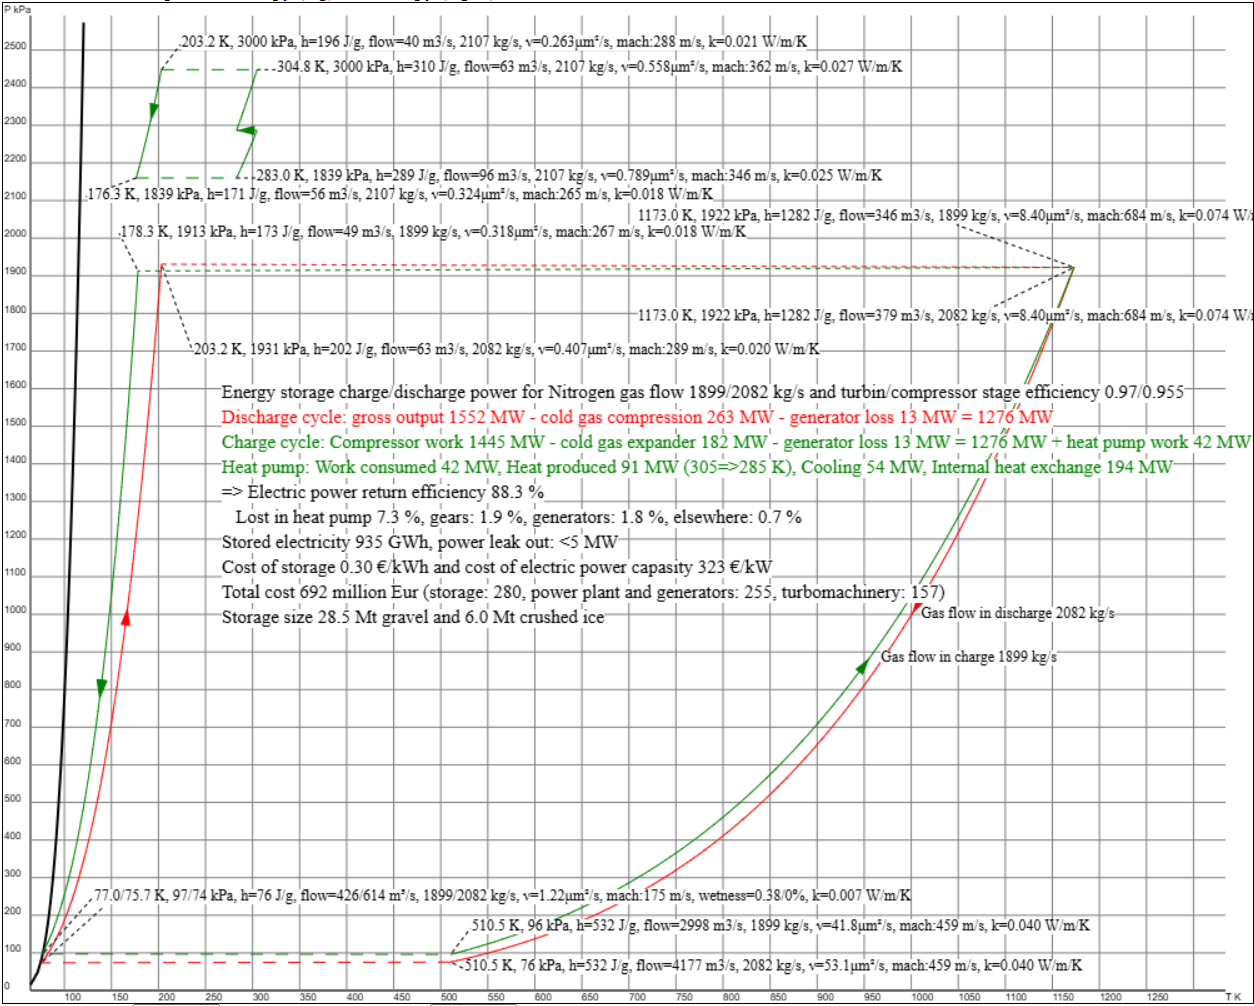 P kPa
203.2 K, 3000 kPa, h=196 J/g, flow=40 m3/s, 2107 kg/s, ν=0.263µm²/s, mach:288 m/s, k=0.021 W/m/K
2500
304.8 K, 3000 kPa, h=310 J/g, flow=63 m3/s, 2107 kg/s, ν=0.558µm²/s, mach:362 m/s, k=0.027 W/m/K
2400
2300
2200
283.0 K, 1839 kPa, h=289 J/g, flow=96 m3/s, 2107 kg/s, ν=0.789µm²/s, mach:346 m/s, k=0.025 W/m/K
176.3 K, 1839 kPa, h=171 J/g, flow=56 m3/s, 2107 kg/s, ν=0.324µm²/s, mach:265 m/s, k=0.018 W/m/K
2100
1173.0 K, 1922 kPa, h=1282 J/g, flow=346 m3/s, 1899 kg/s, ν=8.40µm²/s, mach:684 m/s, k=0.074 W/
178.3 K, 1913 kPa, h=173 J/g, flow=49 m3/s, 1899 kg/s, ν=0.318µm²/s, mach:267 m/s, k=0.018 W/m/K
2000
1900
1800
1173.0 K, 1922 kPa, h=1282 J/g, flow=379 m3/s, 2082 kg/s, ν=8.40µm²/s, mach:684 m/s, k=0.074 W/
1700
203.2 K, 1931 kPa, h=202 J/g, flow=63 m3/s, 2082 kg/s, ν=0.407µm²/s, mach:289 m/s, k=0.020 W/m/K
1600
Energy storage charge/discharge power for Nitrogen gas flow 1899/2082 kg/s and turbin/compressor stage efficiency 0.97/0.955
Discharge cycle: gross output 1552 MW - cold gas compression 263 MW - generator loss 13 MW = 1276 MW
1500
Charge cycle: Compressor work 1445 MW - cold gas expander 182 MW - generator loss 13 MW = 1276 MW + heat pump work 42 MW
1400
Heat pump: Work consumed 42 MW, Heat produced 91 MW (305=>285 K), Cooling 54 MW, Internal heat exchange 194 MW
=> Electric power return efficiency 88.3 %
1300
Lost in heat pump 7.3 %, gears: 1.9 %, generators: 1.8 %, elsewhere: 0.7 %
1200
Stored electricity 935 GWh, power leak out: <5 MW
Cost of storage 0.30 €/kWh and cost of electric power capasity 323 €/kW
1100
Total cost 692 million Eur (storage: 280, power plant and generators: 255, turbomachinery: 157)
1000
Storage size 28.5 Mt gravel and 6.0 Mt crushed ice
Gas flow in discharge 2082 kg/s
900
Gas flow in charge 1899 kg/s
800
700
600
500
400
300
77.0/75.7 K, 97/74 kPa, h=76 J/g, flow=426/614 m³/s, 1899/2082 kg/s, ν=1.22µm²/s, mach:175 m/s, wetness=0.38/0%, k=0.007 W/m/K
200
510.5 K, 96 kPa, h=532 J/g, flow=2998 m3/s, 1899 kg/s, ν=41.8µm²/s, mach:459 m/s, k=0.040 W/m/K
100
510.5 K, 76 kPa, h=532 J/g, flow=4177 m3/s, 2082 kg/s, ν=53.1µm²/s, mach:459 m/s, k=0.040 W/m/K
0
100 150 200 250 300 350 400 450 500 550 600 650 700 750 800 850 900 950 1000 1050 1100 1150 1200 1250 T K